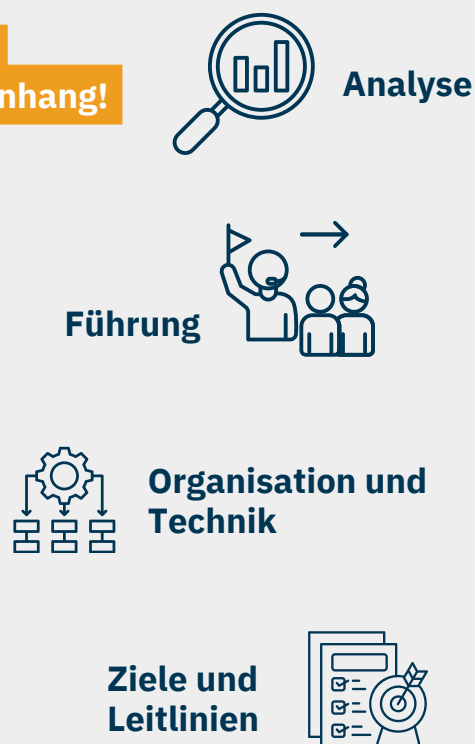 nhang!
Analyse
Führung
Organisation und
Technik
Ziele und
Leitlinien